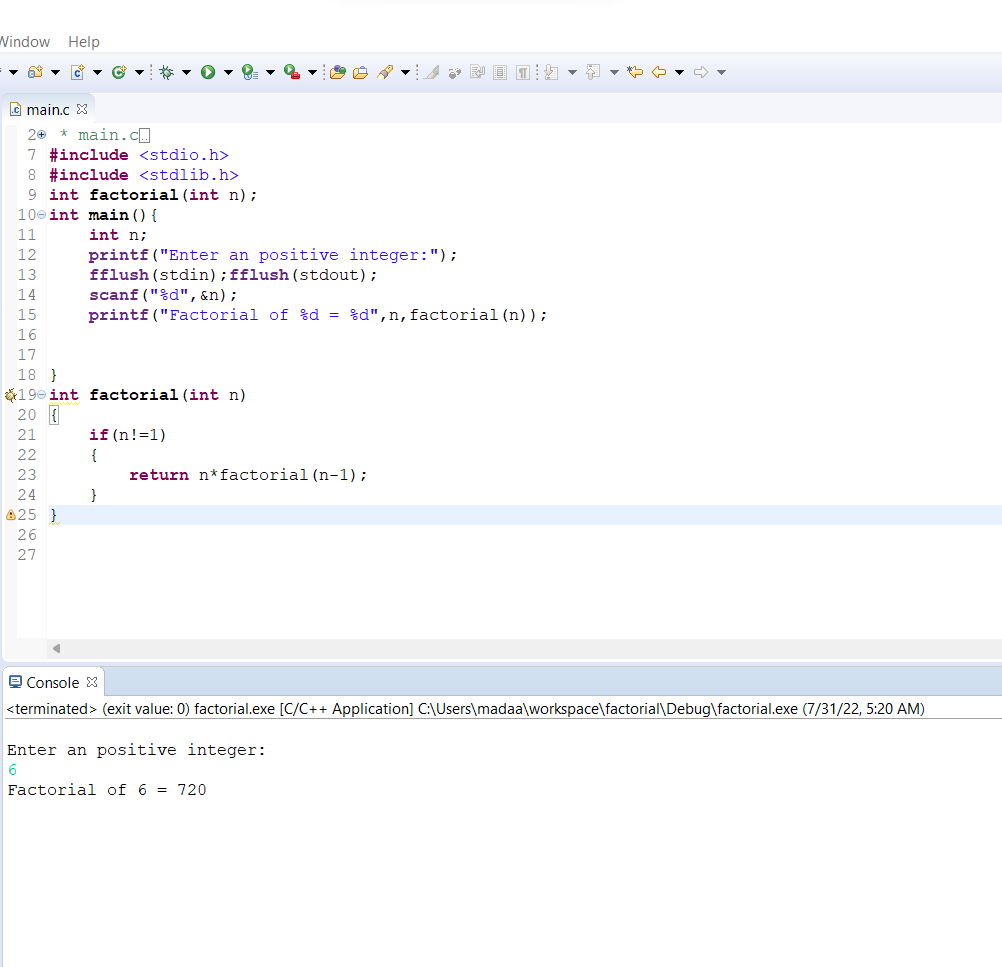 Window Help
main.c
2 * main.c
7 #include <stdio.h>
8 #include <stdlib.h>
9 int factorial(int n);
10 int main(){
11     int n;
12     printf("Enter an positive integer:");
13     fflush(stdin);fflush(stdout);
14     scanf("%d",&n);
15     printf("Factorial of %d = %d",n,factorial(n));
16
17
18 }
19 int factorial(int n)
20 {
21     if(n!=1)
22     {
23         return n*factorial(n-1);
24     }
25 }
26
27
Console
<terminated> (exit value: 0) factorial.exe [C/C++ Application] C:\Users\madaa\workspace\factorial\Debug\factorial.exe (7/31/22, 5:20 AM)
Enter an positive integer:
6
Factorial of 6 = 720